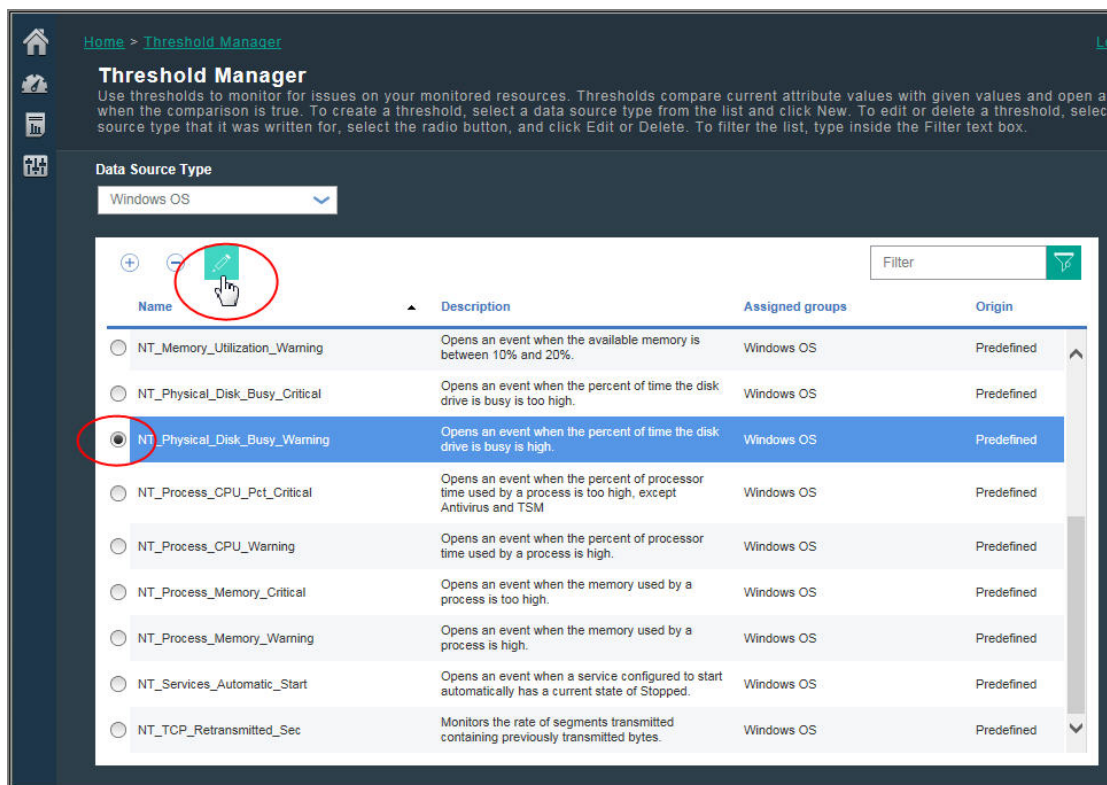 Home > Threshold Manager
Threshold Manager
Use thresholds to monitor for issues on your monitored resources. Thresholds compare current attribute values with given values and open a
when the comparison is true. To create a threshold, select a data source type from the list and click New. To edit or delete a threshold, selec
source type that it was written for, select the radio button, and click Edit or Delete. To filter the list, type inside the Filter text box.
Data Source Type
Windows OS
Filter
Name Description Assigned groups Origin
NT_Memory_Utilization_Warning Opens an event when the available memory is Windows OS Predefined
between 10% and 20%.
NT_Physical_Disk_Busy_Critical Opens an event when the percent of time the disk Windows OS Predefined
drive is busy is too high.
NT_Physical_Disk_Busy_Warning Opens an event when the percent of time the disk Windows OS Predefined
drive is busy is high.
NT_Process_CPU_Pct_Critical Opens an event when the percent of processor Windows OS Predefined
time used by a process is too high, except
Antivirus and TSM
NT_Process_CPU_Warning Opens an event when the percent of processor Windows OS Predefined
time used by a process is high.
NT_Process_Memory_Critical Opens an event when the memory used by a Windows OS Predefined
process is too high.
NT_Process_Memory_Warning Opens an event when the memory used by a Windows OS Predefined
process is high.
NT_Services_Automatic_Start Opens an event when a service configured to start Windows OS Predefined
automatically has a current state of Stopped.
NT_TCP_Retransmitted_Sec Monitors the rate of segments transmitted Windows OS Predefined
containing previously transmitted bytes.